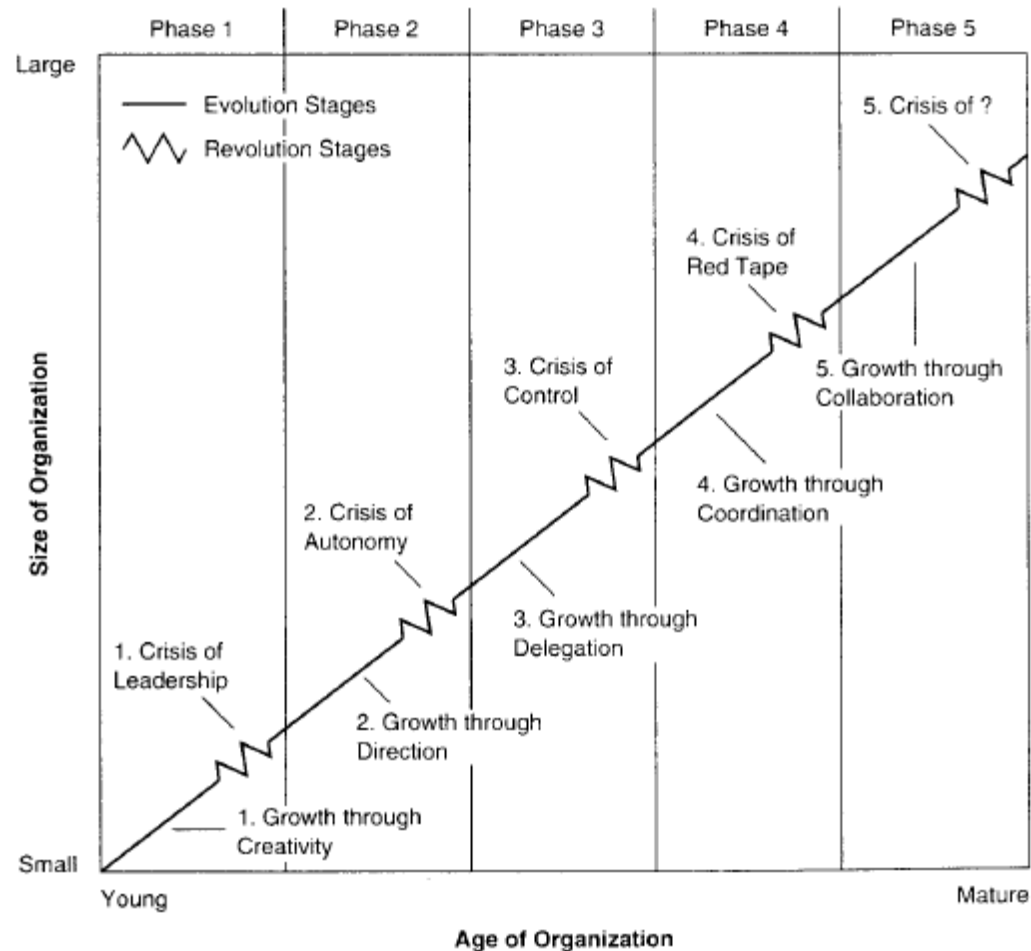 Phase 1 Phase 2 Phase 3 Phase 4 Phase 5
Large
Evolution Stages
Revolution Stages
5. Crisis of ?
4. Crisis of
Red Tape
3. Crisis of
Control
5. Growth through
Collaboration
4. Growth through
Coordination
2. Crisis of
Autonomy
3. Growth through
Delegation
1. Crisis of
Leadership
2. Growth through
Direction
1. Growth through
Creativity
Size of Organization
Small
Young
Mature
Age of Organization